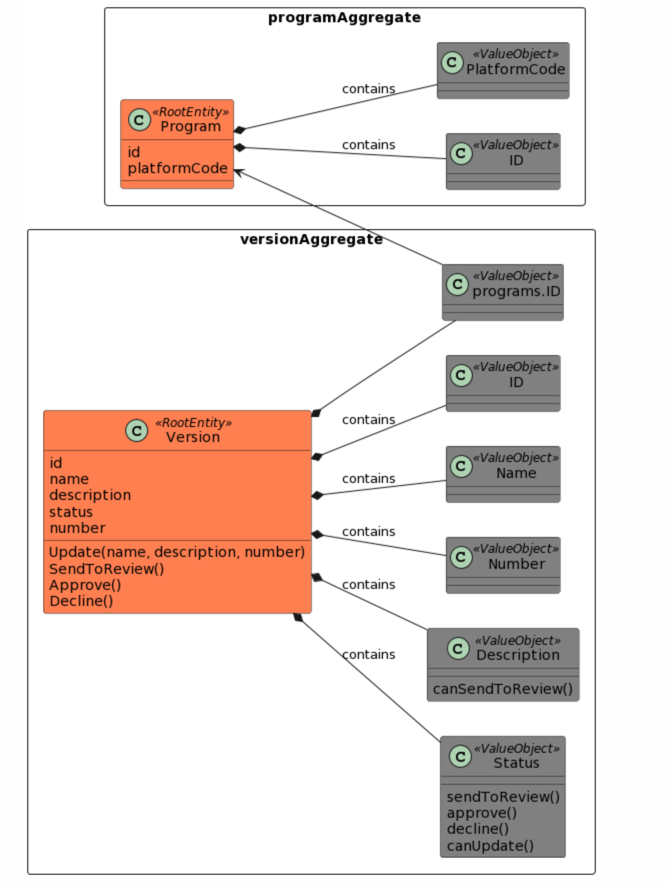 programAggregate
C
«RootEntity»
Program
id
platformCode
contains
C
«ValueObject»
PlatformCode
contains
C
«ValueObject»
ID
versionAggregate
C
«ValueObject»
programs.ID
C
«RootEntity»
Version
id
name
description
status
number
Update(name, description, number)
SendToReview()
Approve()
Decline()
contains
C
«ValueObject»
ID
contains
C
«ValueObject»
Name
contains
C
«ValueObject»
Number
contains
C
«ValueObject»
Description
canSendToReview()
contains
C
«ValueObject»
Status
sendToReview()
approve()
decline()
canUpdate()